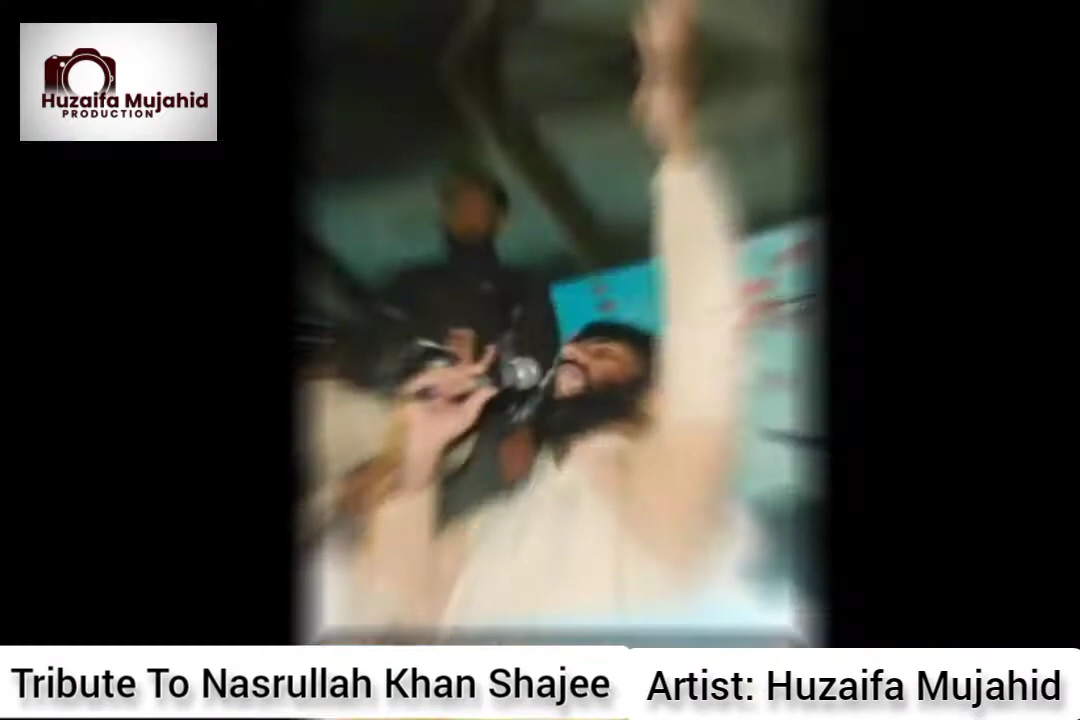 Huzaifa Mujahid
PRODUCTION
Tribute To Nasrullah Khan Shajee
Artist: Huzaifa Mujahid